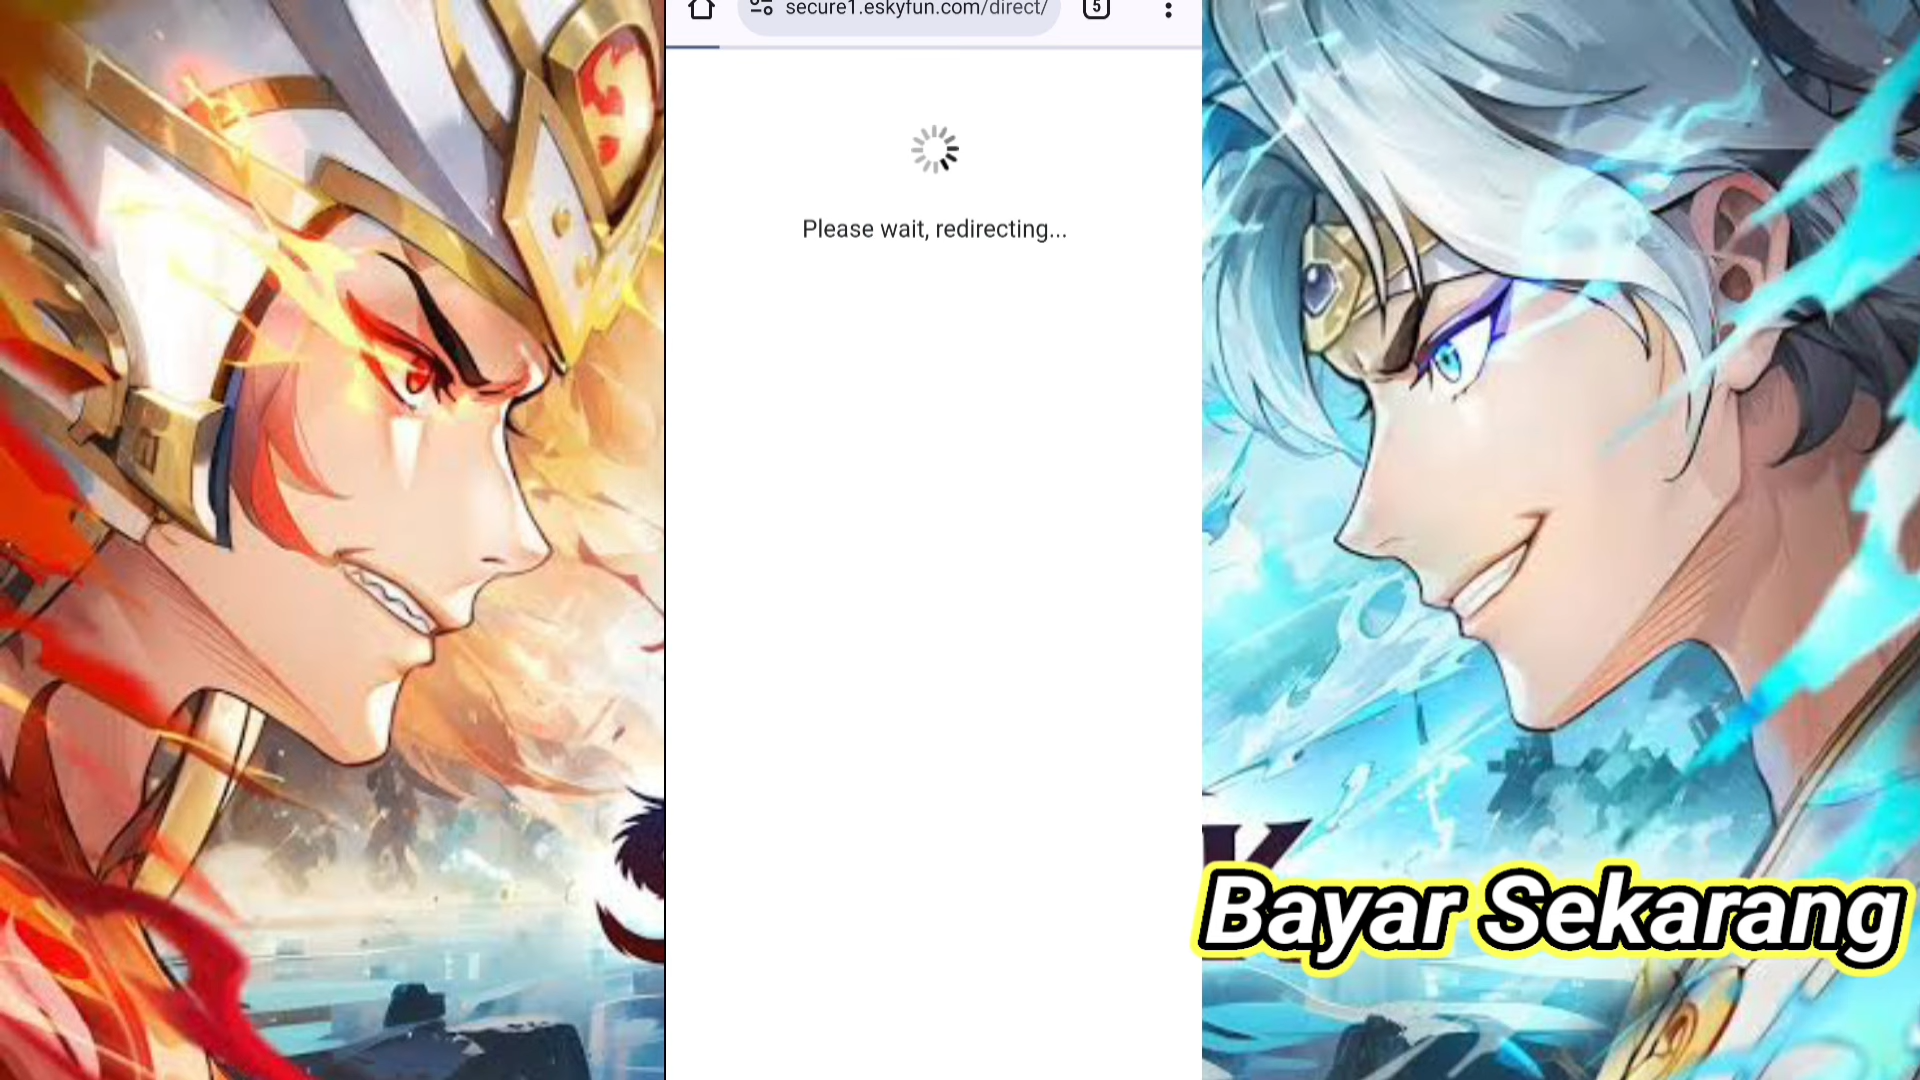 secure1.eskyfun.com/direct/
5
Please wait, redirecting...
K
Bayar Sekarang